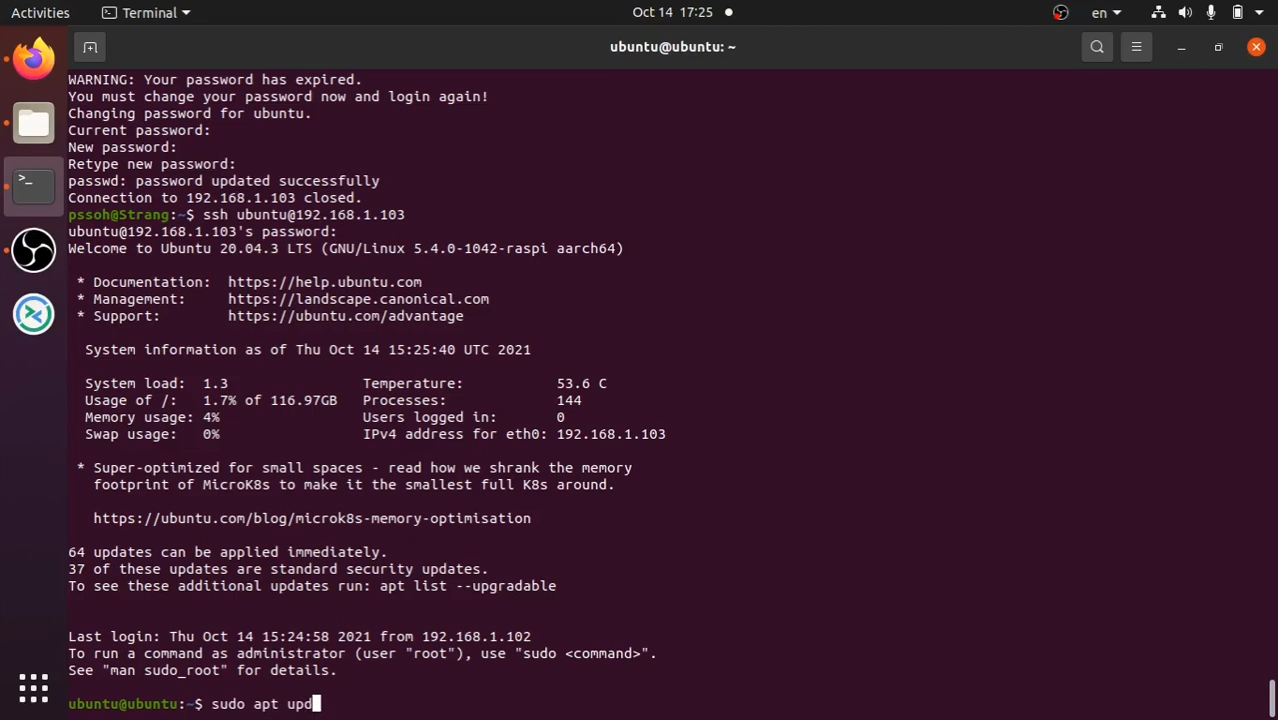 Activities Terminal Oct 14 17:25 en
ubuntu@ubuntu: ~
WARNING: Your password has expired.
You must change your password now and login again!
Changing password for ubuntu.
Current password:
New password:
Retype new password:
passwd: password updated successfully
Connection to 192.168.1.103 closed.
pssoh@Strang:~$ ssh ubuntu@192.168.1.103
ubuntu@192.168.1.103's password:
Welcome to Ubuntu 20.04.3 LTS (GNU/Linux 5.4.0-1042-raspi aarch64)
* Documentation: https://help.ubuntu.com
* Management: https://landscape.canonical.com
* Support: https://ubuntu.com/advantage
System information as of Thu Oct 14 15:25:40 UTC 2021
System load: 1.3 Temperature: 53.6 C
Usage of /: 1.7% of 116.97GB Processes: 144
Memory usage: 4% Users logged in: 0
Swap usage: 0% IPv4 address for eth0: 192.168.1.103
* Super-optimized for small spaces - read how we shrank the memory
footprint of MicroK8s to make it the smallest full K8s around.
https://ubuntu.com/blog/microk8s-memory-optimisation
64 updates can be applied immediately.
37 of these updates are standard security updates.
To see these additional updates run: apt list --upgradable
Last login: Thu Oct 14 15:24:58 2021 from 192.168.1.102
To run a command as administrator (user "root"), use "sudo <command>".
See "man sudo_root" for details.
ubuntu@ubuntu:~$ sudo apt upd